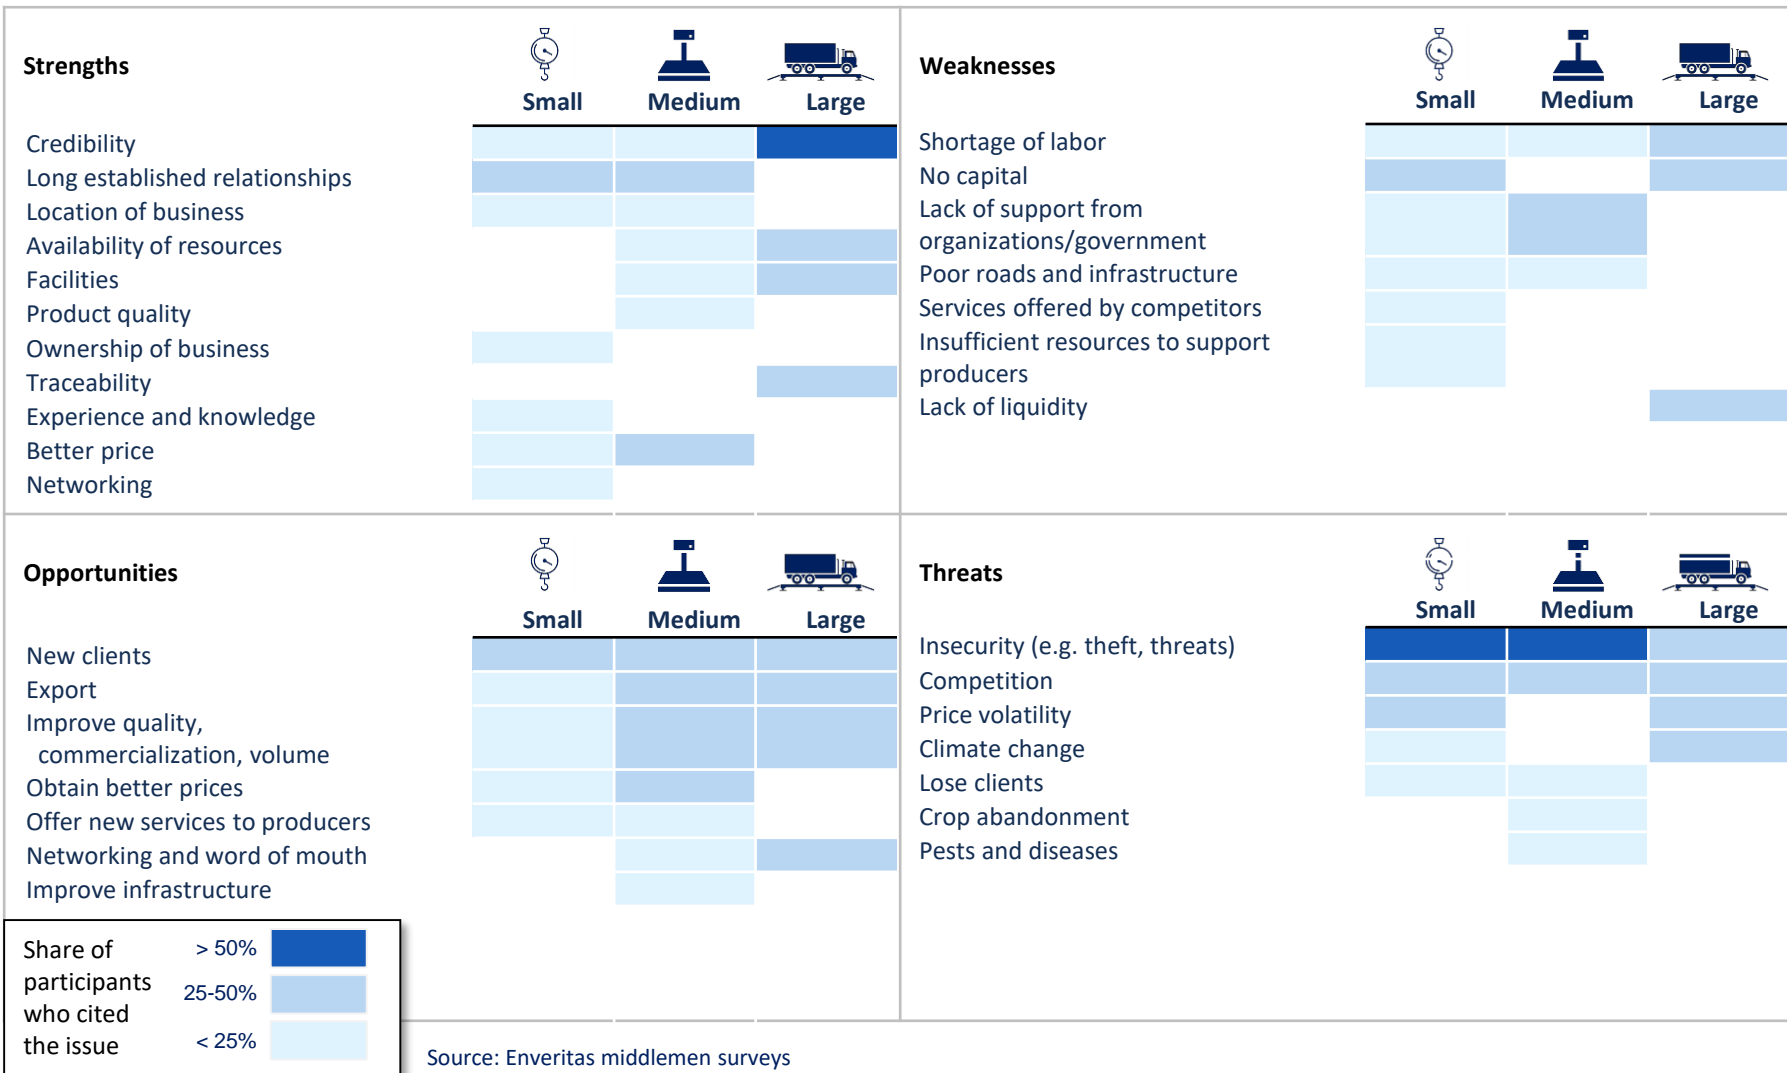 Strengths
Small Medium Large
Credibility
Long established relationships
Location of business
Availability of resources
Facilities
Product quality
Ownership of business
Traceability
Experience and knowledge
Better price
Networking
Weaknesses
Small Medium Large
Shortage of labor
No capital
Lack of support from
organizations/government
Poor roads and infrastructure
Services offered by competitors
Insufficient resources to support
producers
Lack of liquidity
Opportunities
Small Medium Large
New clients
Export
Improve quality,
commercialization, volume
Obtain better prices
Offer new services to producers
Networking and word of mouth
Improve infrastructure
Threats
Small Medium Large
Insecurity (e.g. theft, threats)
Competition
Price volatility
Climate change
Lose clients
Crop abandonment
Pests and diseases
Share of
participants
who cited
the issue
> 50%
25-50%
< 25%
Source: Enveritas middlemen surveys